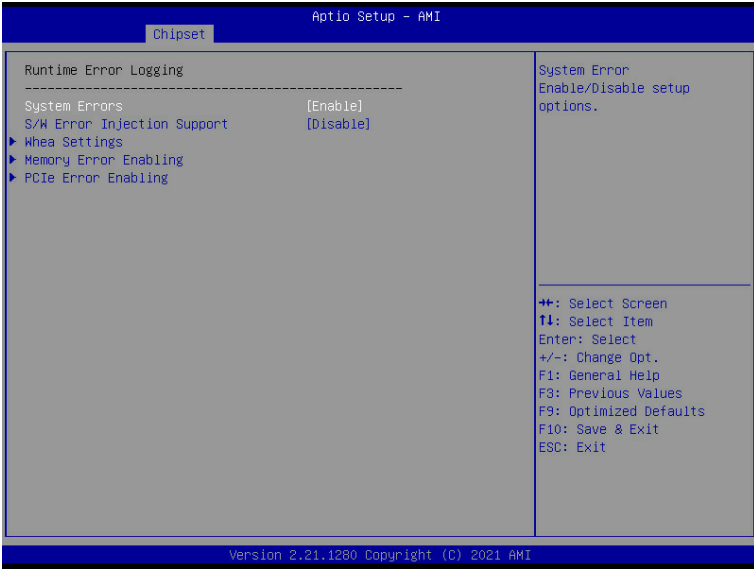 Aptio Setup – AMI
Chipset
Runtime Error Logging
--------------------------------------------------
System Errors [Enable]
S/W Error Injection Support [Disable]
Whea Settings
Memory Error Enabling
PCIe Error Enabling
System Error
Enable/Disable setup
options.
→←: Select Screen
↑↓: Select Item
Enter: Select
+/-: Change Opt.
F1: General Help
F3: Previous Values
F9: Optimized Defaults
F10: Save & Exit
ESC: Exit
Version 2.21.1280 Copyright (C) 2021 AMI